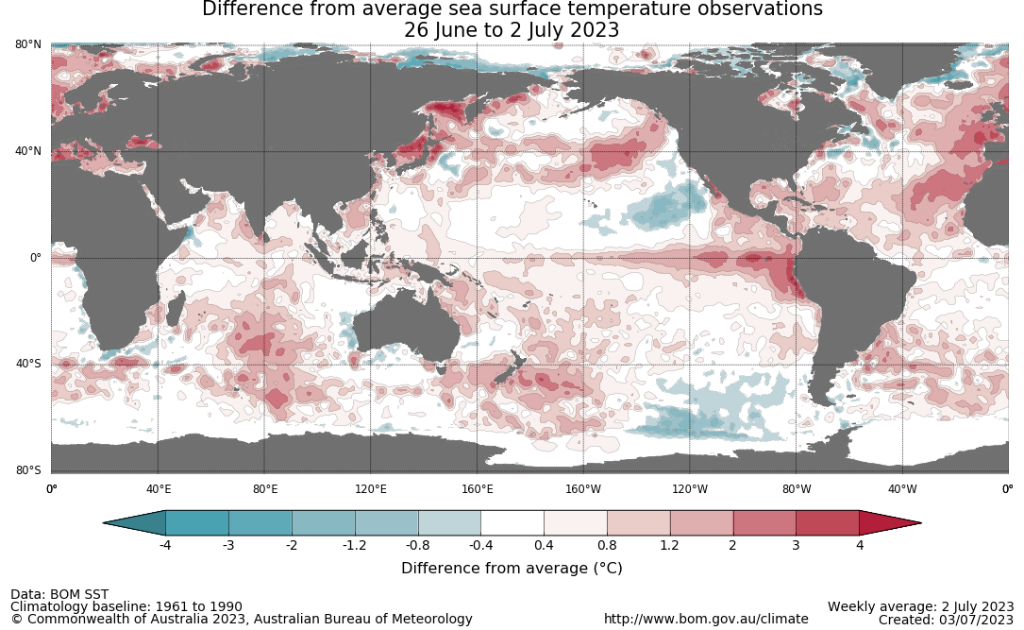 Difference from average sea surface temperature observations
26 June to 2 July 2023
80°N
40°N
0°
40°S
80°S
0° 40°E 80°E 120°E 160°E 160°W 120°W 80°W 40°W 0°
-4 -3 -2 -1.2 -0.8 -0.4 0.4 0.8 1.2 2 3 4
Difference from average (°C)
Data: BOM SST
Climatology baseline: 1961 to 1990
© Commonwealth of Australia 2023, Australian Bureau of Meteorology
http://www.bom.gov.au/climate
Weekly average: 2 July 2023
Created: 03/07/2023